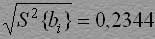 √S²{bᵢ} = 0,2344